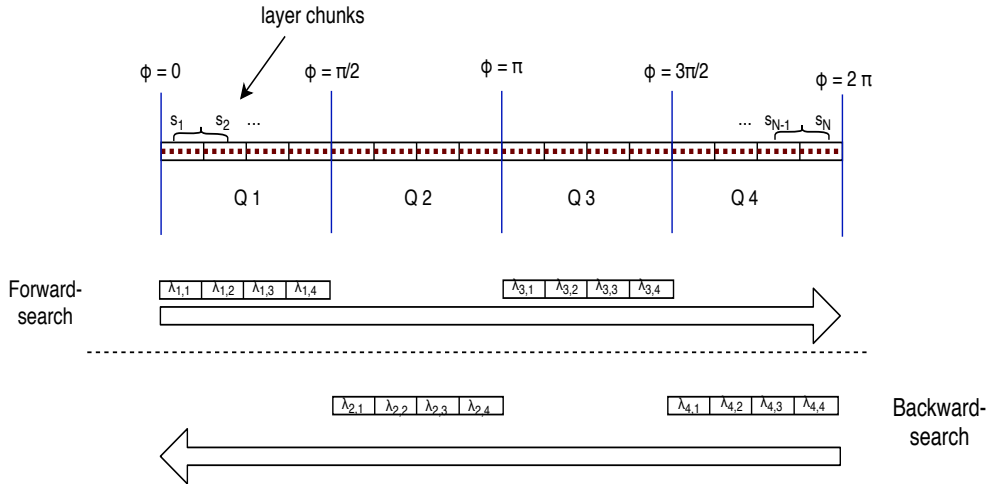 layer chunks
ϕ = 0 ϕ = π/2 ϕ = π ϕ = 3π/2 ϕ = 2 π
s1 s2 ... ... sN-1 sN
Q 1 Q 2 Q 3 Q 4
Forward-
search
λ1,1 λ1,2 λ1,3 λ1,4 λ3,1 λ3,2 λ3,3 λ3,4
λ2,1 λ2,2 λ2,3 λ2,4 λ4,1 λ4,2 λ4,3 λ4,4
Backward-
search